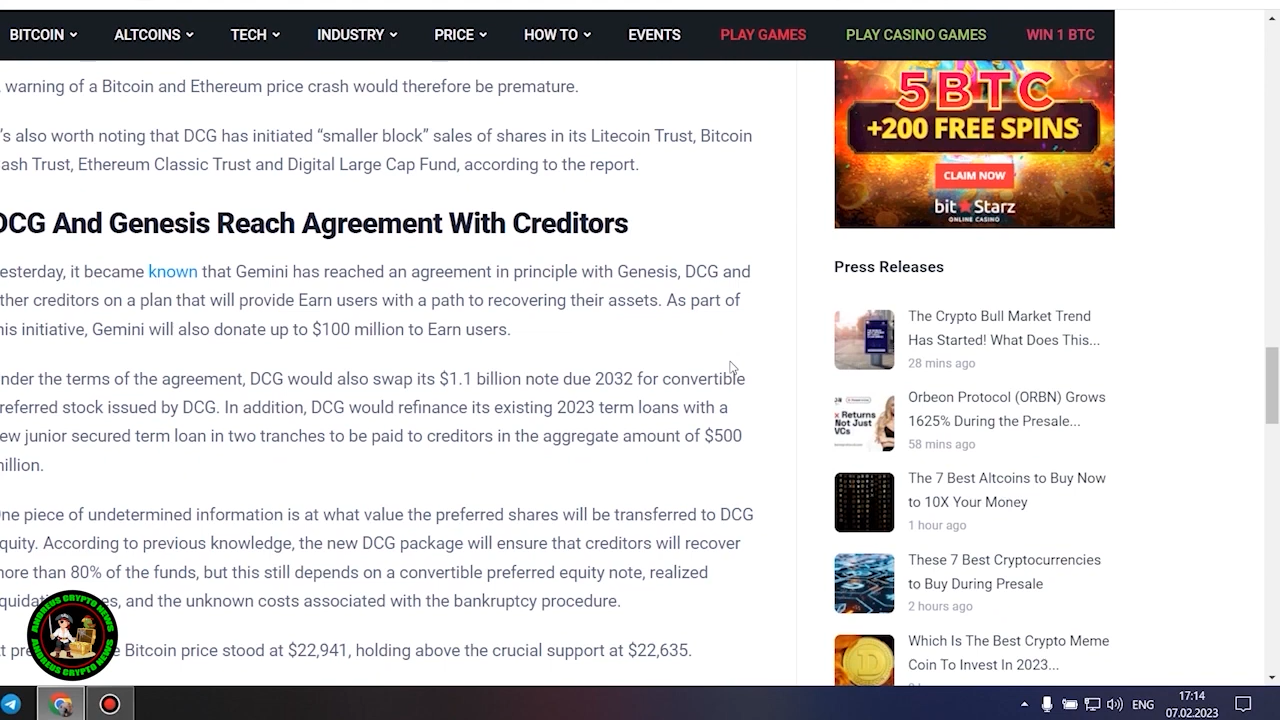 BITCOIN ALTCOINS TECH INDUSTRY PRICE HOW TO EVENTS PLAY GAMES PLAY CASINO GAMES WIN 1 BTC
warning of a Bitcoin and Ethereum price crash would therefore be premature.
's also worth noting that DCG has initiated “smaller block” sales of shares in its Litecoin Trust, Bitcoin
ash Trust, Ethereum Classic Trust and Digital Large Cap Fund, according to the report.
DCG And Genesis Reach Agreement With Creditors
esterday, it became known that Gemini has reached an agreement in principle with Genesis, DCG and
ther creditors on a plan that will provide Earn users with a path to recovering their assets. As part of
his initiative, Gemini will also donate up to $100 million to Earn users.
nder the terms of the agreement, DCG would also swap its $1.1 billion note due 2032 for convertible
referred stock issued by DCG. In addition, DCG would refinance its existing 2023 term loans with a
ew junior secured term loan in two tranches to be paid to creditors in the aggregate amount of $500
illion.
ne piece of undetermined information is at what value the preferred shares will be transferred to DCG
quity. According to previous knowledge, the new DCG package will ensure that creditors will recover
ore than 80% of the funds, but this still depends on a convertible preferred equity note, realized
es, and the unknown costs associated with the bankruptcy procedure.
Bitcoin price stood at $22,941, holding above the crucial support at $22,635.
5BTC
+200 FREE SPINS
CLAIM NOW
bitStarz
ONLINE CASINO
Press Releases
The Crypto Bull Market Trend
Has Started! What Does This...
28 mins ago
Returns
Not Just
VCs
Orbeon Protocol (ORBN) Grows
1625% During the Presale...
58 mins ago
The 7 Best Altcoins to Buy Now
to 10X Your Money
1 hour ago
These 7 Best Cryptocurrencies
to Buy During Presale
2 hours ago
Which Is The Best Crypto Meme
Coin To Invest In 2023...
ANDREUS CRYPTO NEWS
ANDREUS CRYPTO NEWS
ENG
17:14
07.02.2023